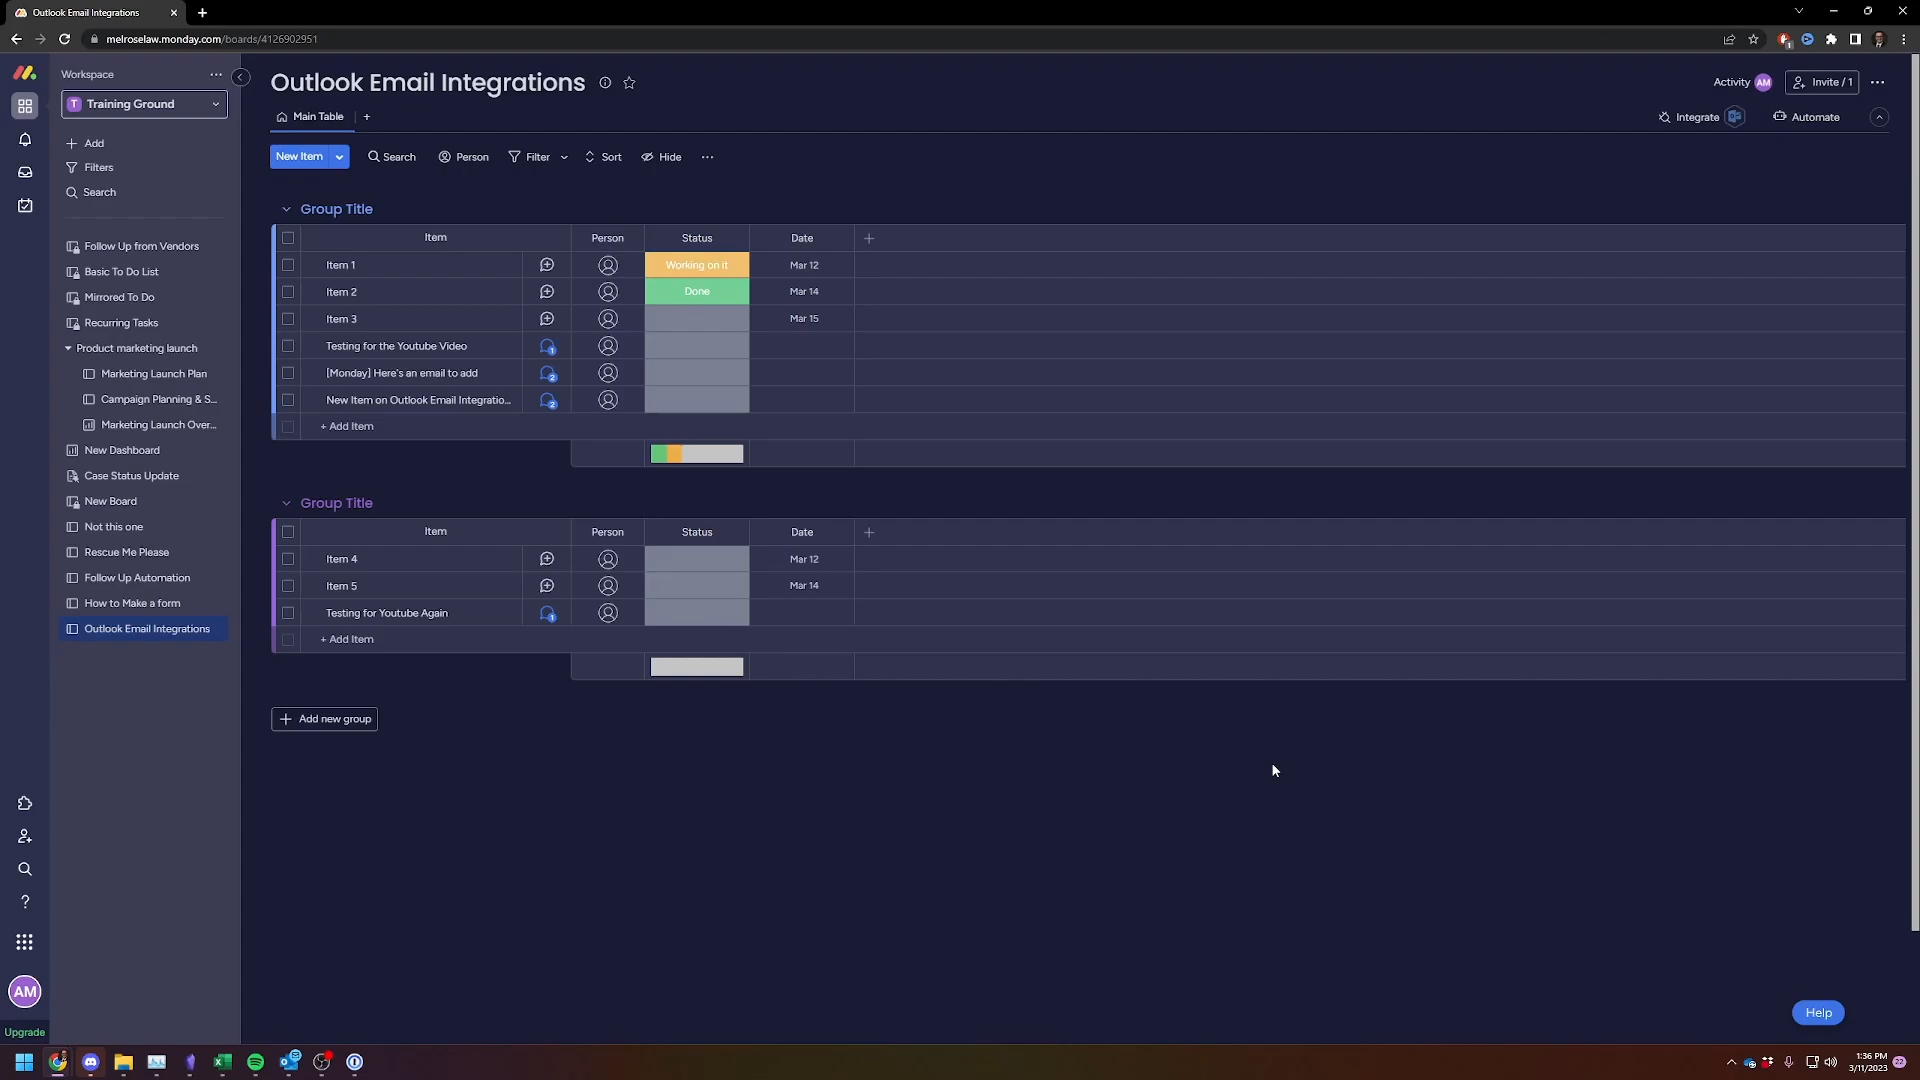 Outlook Email Integrations
melroselaw.monday.com/boards/4126902951
Workspace
T Training Ground
Add
Filters
Search
Follow Up from Vendors
Basic To Do List
Mirrored To Do
Recurring Tasks
Product marketing launch
Marketing Launch Plan
Campaign Planning & S...
Marketing Launch Over...
New Dashboard
Case Status Update
New Board
Not this one
Rescue Me Please
Follow Up Automation
How to Make a form
Outlook Email Integrations
AM
Upgrade
Outlook Email Integrations
Activity AM Invite / 1
Main Table +
Integrate Automate
New Item Search Person Filter Sort Hide
Group Title
Item Person Status Date
Item 1 Working on it Mar 12
Item 2 Done Mar 14
Item 3 Mar 15
Testing for the Youtube Video 1
[Monday] Here's an email to add 2
New Item on Outlook Email Integratio... 2
+ Add Item
Group Title
Item Person Status Date
Item 4 Mar 12
Item 5 Mar 14
Testing for Youtube Again 1
+ Add Item
+ Add new group
Help
1:36 PM
3/11/2023
22